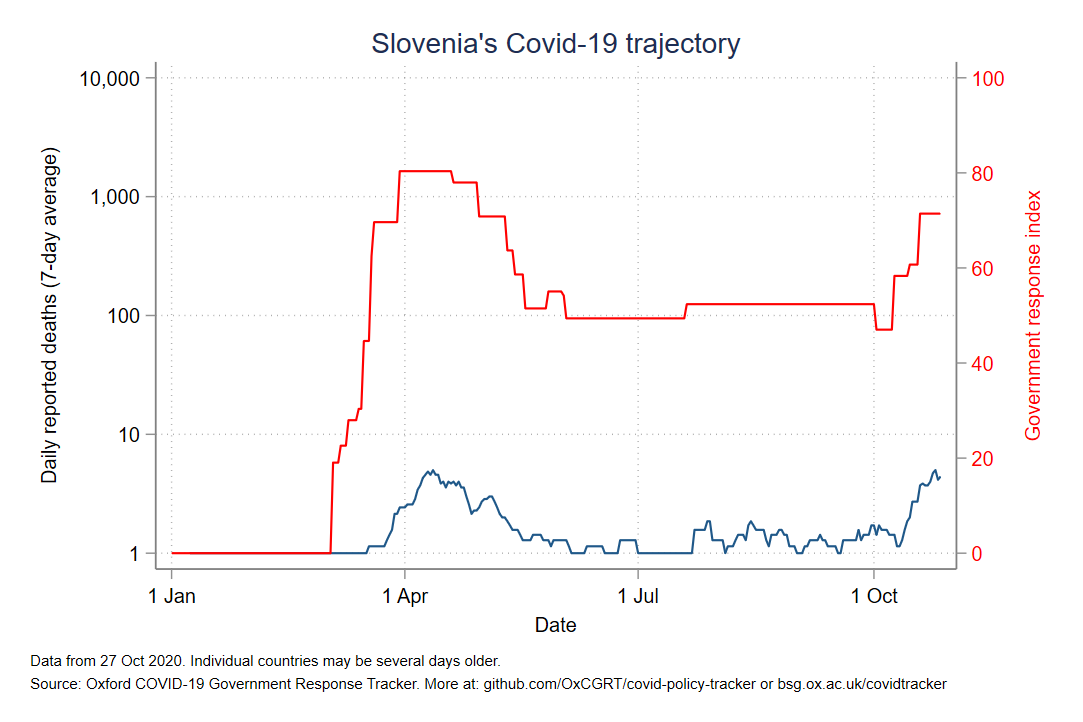 Slovenia's Covid-19 trajectory
10,000
1,000
100
10
1
Daily reported deaths (7-day average)
100
80
60
40
20
0
Government response index
1 Jan
1 Apr
1 Jul
1 Oct
Date
Data from 27 Oct 2020. Individual countries may be several days older.
Source: Oxford COVID-19 Government Response Tracker. More at: github.com/OxCGRT/covid-policy-tracker or bsg.ox.ac.uk/covidtracker